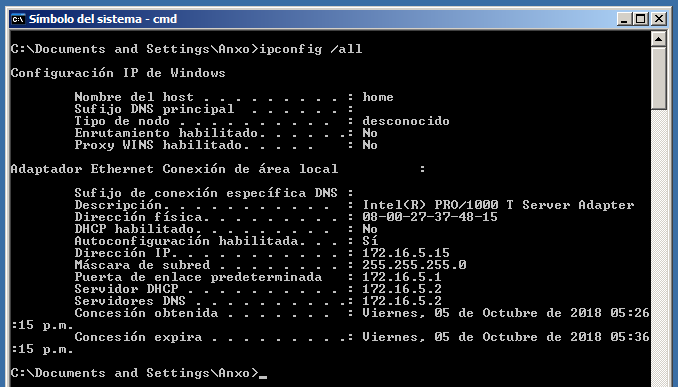 Símbolo del sistema - cmd
C:\Documents and Settings\Anxo>ipconfig /all
Configuración IP de Windows
Nombre del host . . . . . . . . . : home
Sufijo DNS principal . . . . . . :
Tipo de nodo . . . . . . . . . . : desconocido
Enrutamiento habilitado. . . . . .: No
Proxy WINS habilitado. . . . . : No
Adaptador Ethernet Conexión de área local :
Sufijo de conexión específica DNS :
Descripción. . . . . . . . . . . : Intel(R) PRO/1000 T Server Adapter
Dirección física. . . . . . . . . : 08-00-27-37-48-15
DHCP habilitado. . . . . . . . . : No
Autoconfiguración habilitada. . . : Sí
Dirección IP. . . . . . . . . . . : 172.16.5.15
Máscara de subred . . . . . . . . : 255.255.255.0
Puerta de enlace predeterminada : 172.16.5.1
Servidor DHCP . . . . . . . . . . : 172.16.5.2
Servidores DNS . . . . . . . . . .: 172.16.5.2
Concesión obtenida . . . . . . . : Viernes, 05 de Octubre de 2018 05:26
:15 p.m.
Concesión expira . . . . . . . . .: Viernes, 05 de Octubre de 2018 05:36
:15 p.m.
C:\Documents and Settings\Anxo>_